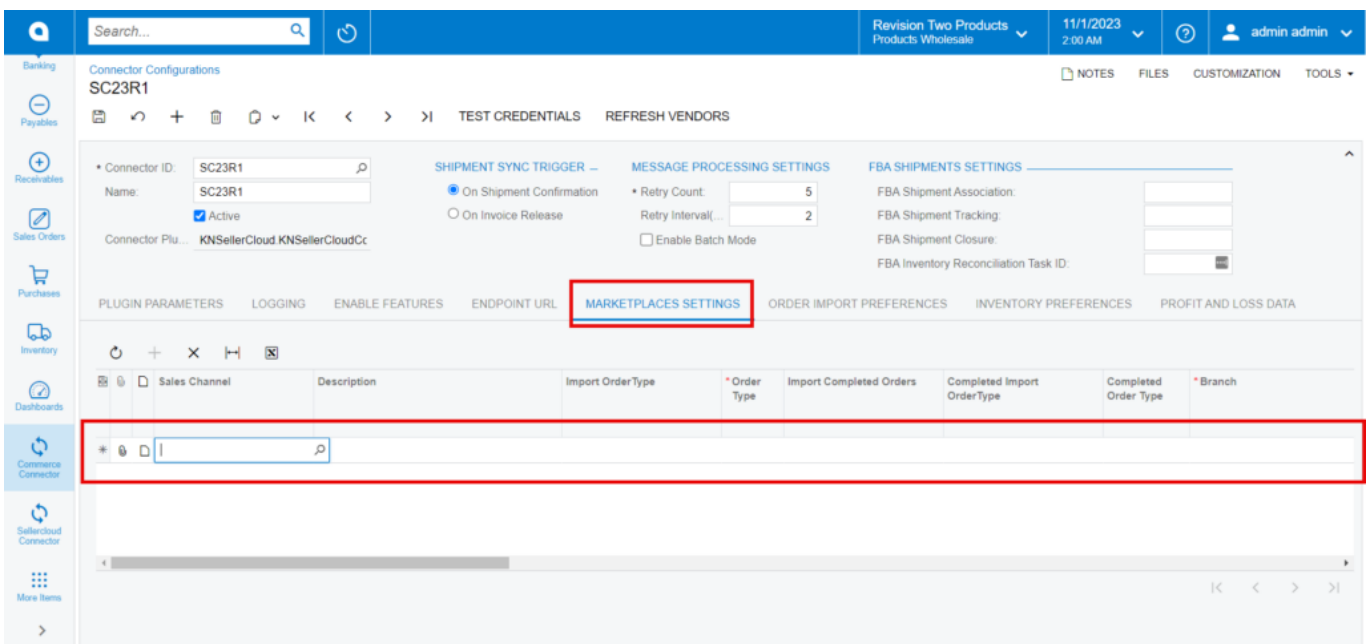 Search...
Revision Two Products
Products Wholesale
11/1/2023
2:00 AM
admin admin
Banking
Payables
Receivables
Sales Orders
Purchases
Inventory
Dashboards
Commerce
Connector
Sellercloud
Connector
More Items
Connector Configurations
SC23R1
NOTES FILES CUSTOMIZATION TOOLS
TEST CREDENTIALS REFRESH VENDORS
* Connector ID: SC23R1
Name: SC23R1
Active
Connector Plu... KNSellerCloud.KNSellerCloudCc
SHIPMENT SYNC TRIGGER
On Shipment Confirmation
On Invoice Release
MESSAGE PROCESSING SETTINGS
* Retry Count: 5
Retry Interval(... 2
Enable Batch Mode
FBA SHIPMENTS SETTINGS
FBA Shipment Association:
FBA Shipment Tracking:
FBA Shipment Closure:
FBA Inventory Reconciliation Task ID:
PLUGIN PARAMETERS LOGGING ENABLE FEATURES ENDPOINT URL MARKETPLACES SETTINGS ORDER IMPORT PREFERENCES INVENTORY PREFERENCES PROFIT AND LOSS DATA
Sales Channel Description Import OrderType * Order Type Import Completed Orders Completed Import OrderType Completed Order Type * Branch